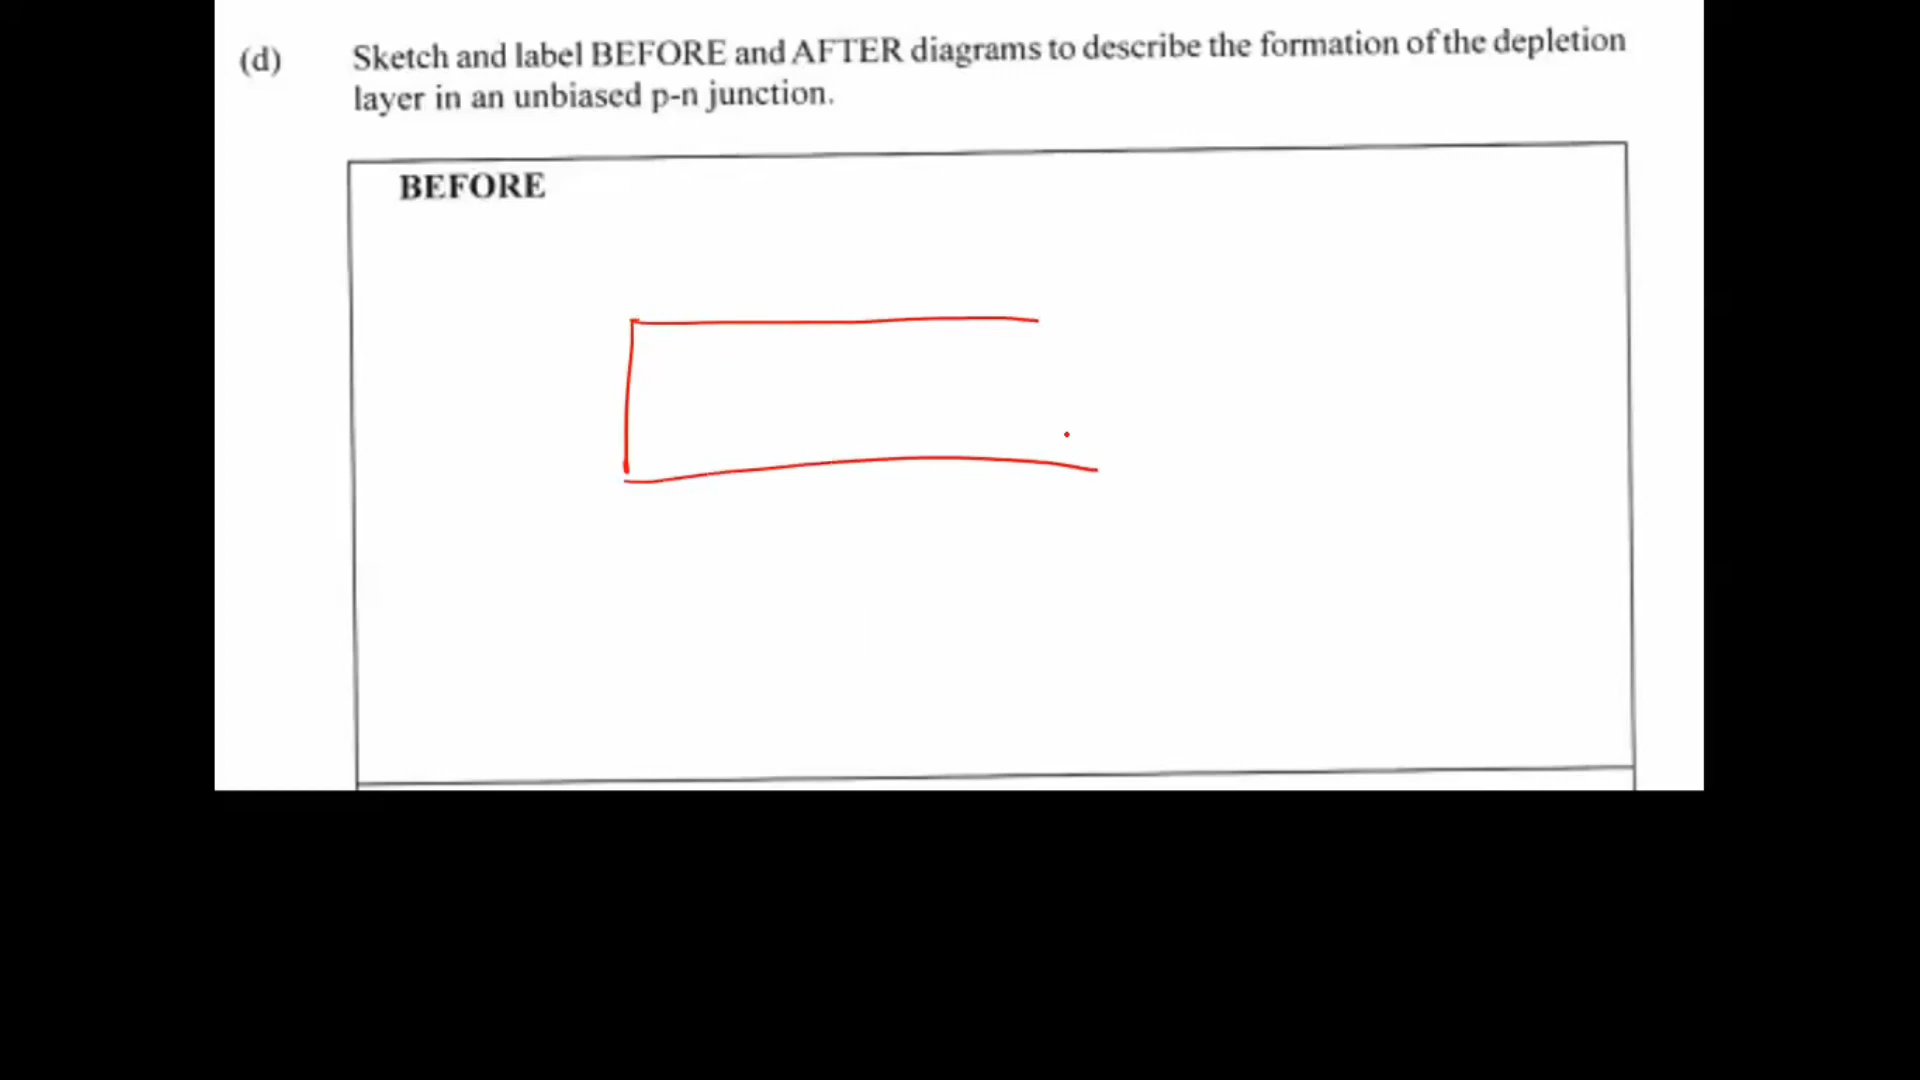 (d) Sketch and label BEFORE and AFTER diagrams to describe the formation of the depletion
layer in an unbiased p-n junction.
BEFORE